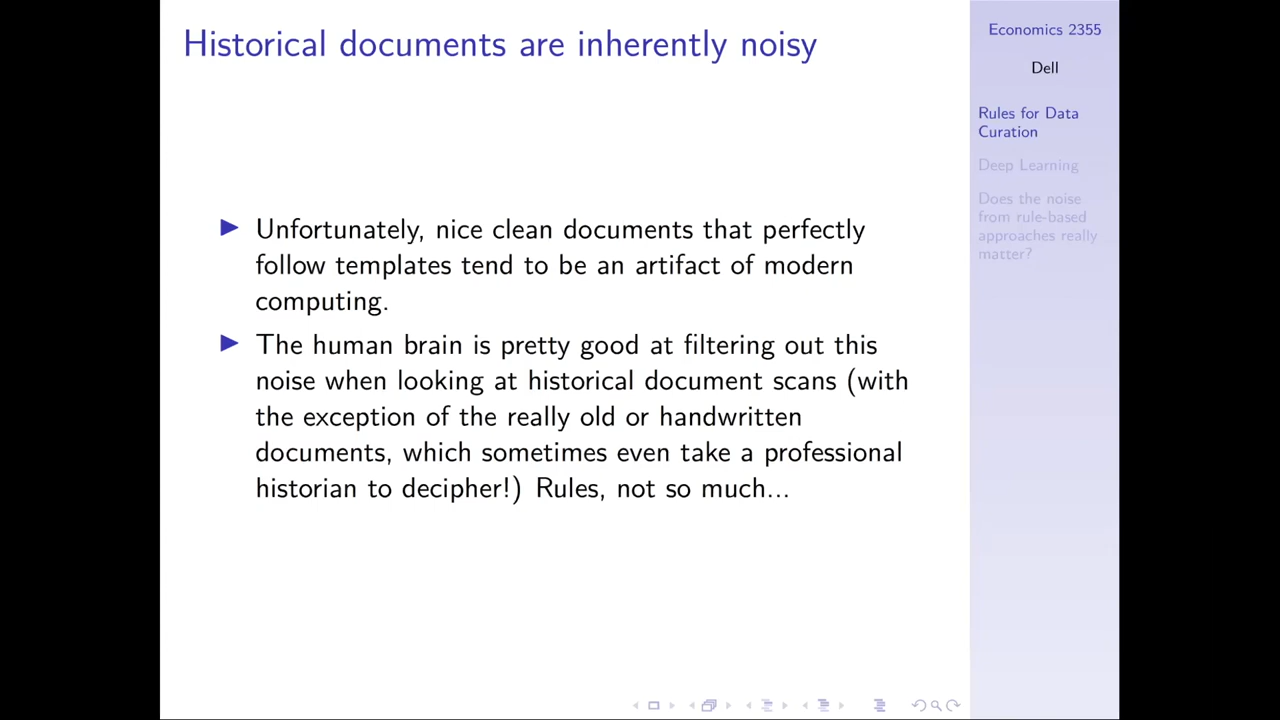 Historical documents are inherently noisy
Unfortunately, nice clean documents that perfectly
follow templates tend to be an artifact of modern
computing.
The human brain is pretty good at filtering out this
noise when looking at historical document scans (with
the exception of the really old or handwritten
documents, which sometimes even take a professional
historian to decipher!) Rules, not so much...
Economics 2355
Dell
Rules for Data
Curation
Deep Learning
Does the noise
from rule-based
approaches really
matter?